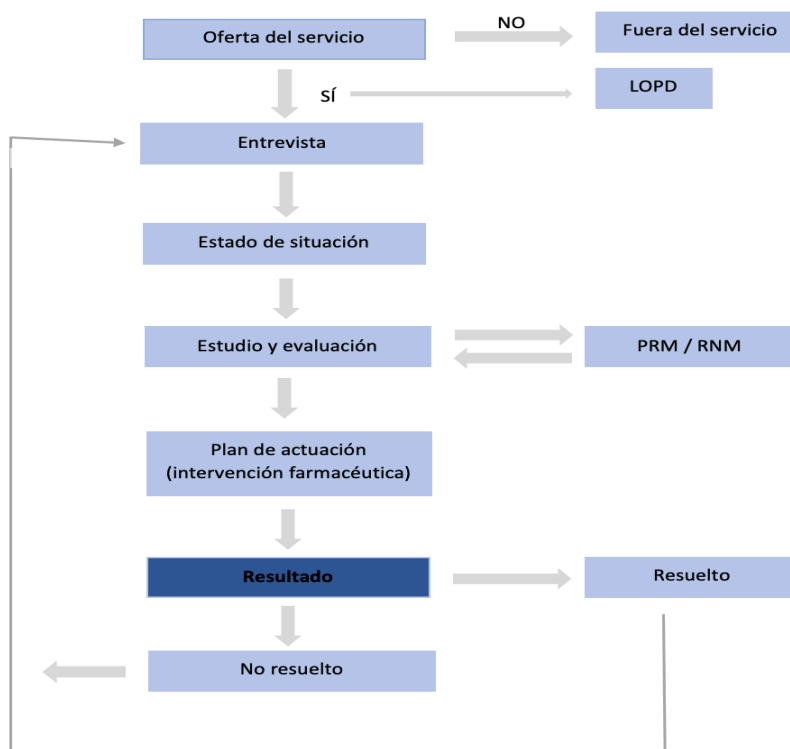 Oferta del servicio
NO
Fuera del servicio
SÍ
LOPD
Entrevista
Estado de situación
Estudio y evaluación
PRM / RNM
Plan de actuación
(intervención farmacéutica)
Resultado
Resuelto
No resuelto